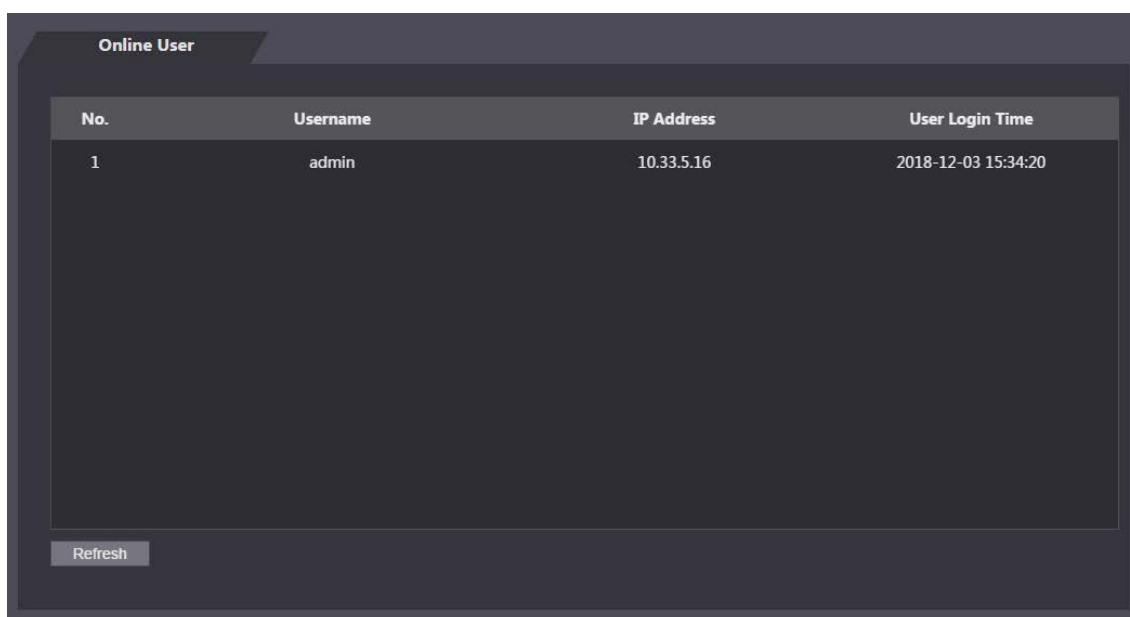 Online User
No. Username IP Address User Login Time
1 admin 10.33.5.16 2018-12-03 15:34:20
Refresh